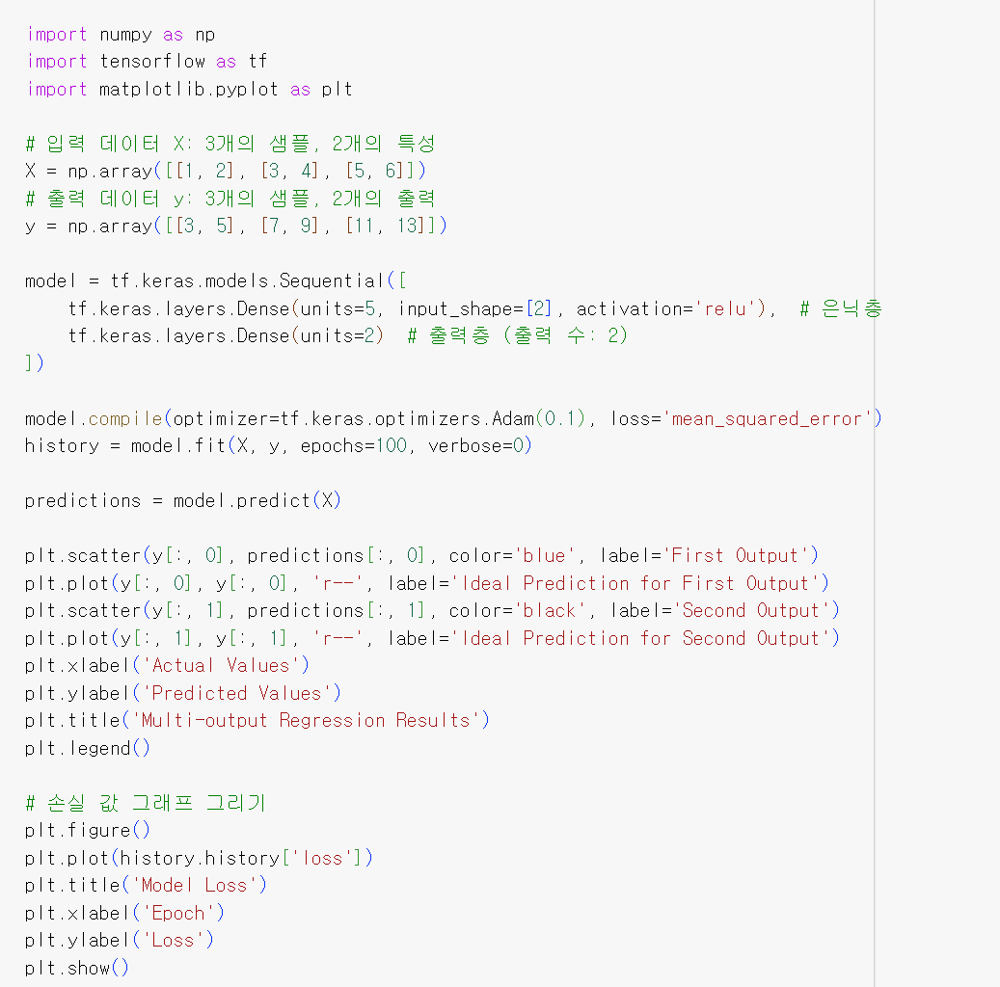 import numpy as np
import tensorflow as tf
import matplotlib.pyplot as plt

# 입력 데이터 X: 3개의 샘플, 2개의 특성
X = np.array([[1, 2], [3, 4], [5, 6]])
# 출력 데이터 y: 3개의 샘플, 2개의 출력
y = np.array([[3, 5], [7, 9], [11, 13]])

model = tf.keras.models.Sequential([
    tf.keras.layers.Dense(units=5, input_shape=[2], activation='relu'),  # 은닉층
    tf.keras.layers.Dense(units=2)  # 출력층 (출력 수: 2)
])

model.compile(optimizer=tf.keras.optimizers.Adam(0.1), loss='mean_squared_error')
history = model.fit(X, y, epochs=100, verbose=0)

predictions = model.predict(X)

plt.scatter(y[:, 0], predictions[:, 0], color='blue', label='First Output')
plt.plot(y[:, 0], y[:, 0], 'r--', label='Ideal Prediction for First Output')
plt.scatter(y[:, 1], predictions[:, 1], color='black', label='Second Output')
plt.plot(y[:, 1], y[:, 1], 'r--', label='Ideal Prediction for Second Output')
plt.xlabel('Actual Values')
plt.ylabel('Predicted Values')
plt.title('Multi-output Regression Results')
plt.legend()

# 손실 값 그래프 그리기
plt.figure()
plt.plot(history.history['loss'])
plt.title('Model Loss')
plt.xlabel('Epoch')
plt.ylabel('Loss')
plt.show()